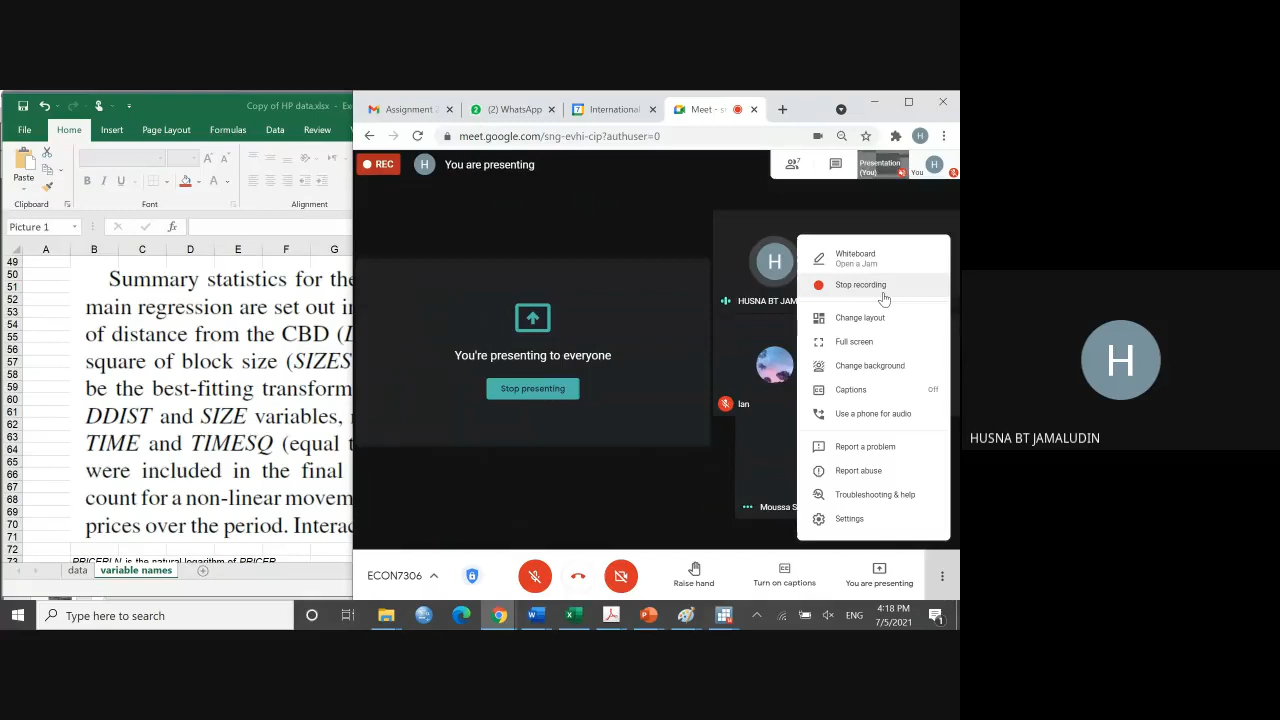 Copy of HP data.xlsx - Ex
File
Home
Insert
Page Layout
Formulas
Data
Review
Paste
B I U
A A
A
Clipboard
Font
Alignment
Picture 1
fx
A B C D E F G
49
50
51
52
53
54
55
56
57
58
59
60
61
62
63
64
65
66
67
68
69
70
71
72
73
Summary statistics for the
main regression are set out in
of distance from the CBD (
square of block size (SIZES
be the best-fitting transform
DDIST and SIZE variables,
TIME and TIMESQ (equal t
were included in the final
count for a non-linear movem
prices over the period. Intera
PRICERLN is the natural logarithm of PRICER
data
variable names
Assignment
(2) WhatsApp
2
7
International
Meet - s
meet.google.com/sng-evhi-cip?authuser=0
H
REC
H
You are presenting
7
Presentation
(You)
H
You
You're presenting to everyone
Stop presenting
H
HUSNA BT JAM
Ian
Moussa S
Whiteboard
Open a Jam
Stop recording
Change layout
Full screen
Change background
Captions
Off
Use a phone for audio
Report a problem
Report abuse
Troubleshooting & help
Settings
ECON7306
Raise hand
Turn on captions
You are presenting
Type here to search
ENG
4:18 PM
7/5/2021
1
H
HUSNA BT JAMALUDIN